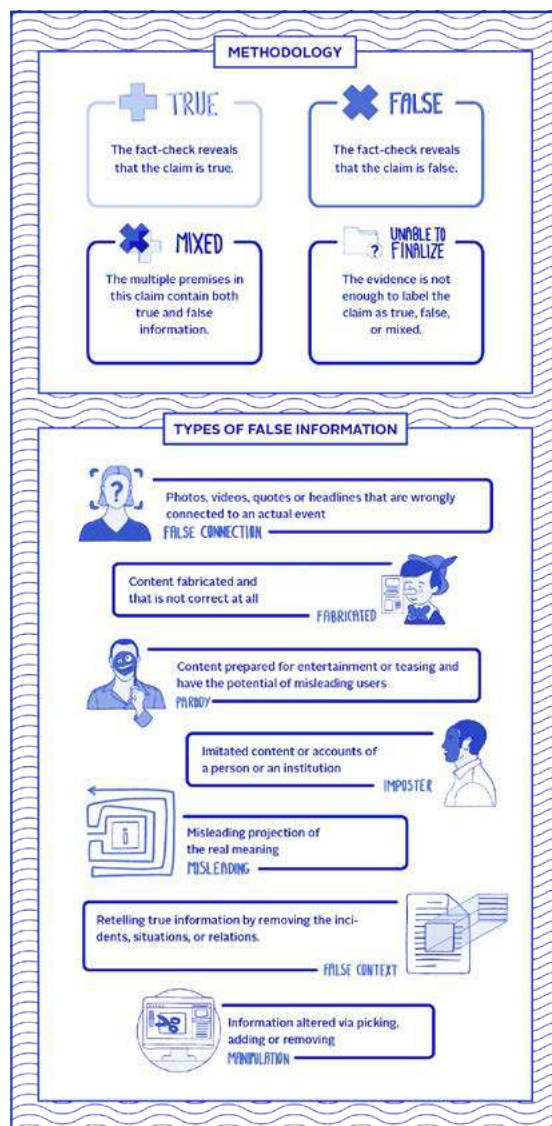 METHODOLOGY
TRUE
The fact-check reveals
that the claim is true.
FALSE
The fact-check reveals
that the claim is false.
MIXED
The multiple premises in
this claim contain both
true and false
information.
UNABLE TO
FINALIZE
The evidence is not
enough to label the
claim as true, false,
or mixed.
TYPES OF FALSE INFORMATION
Photos, videos, quotes or headlines that are wrongly
connected to an actual event
FALSE CONNECTION
Content fabricated and
that is not correct at all
FABRICATED
Content prepared for entertainment or teasing and
have the potential of misleading users
PARODY
Imitated content or accounts of
a person or an institution
IMPOSTER
Misleading projection of
the real meaning
MISLEADING
Retelling true information by removing the inci-
dents, situations, or relations.
FALSE CONTEXT
Information altered via picking,
adding or removing
MANIPULATION